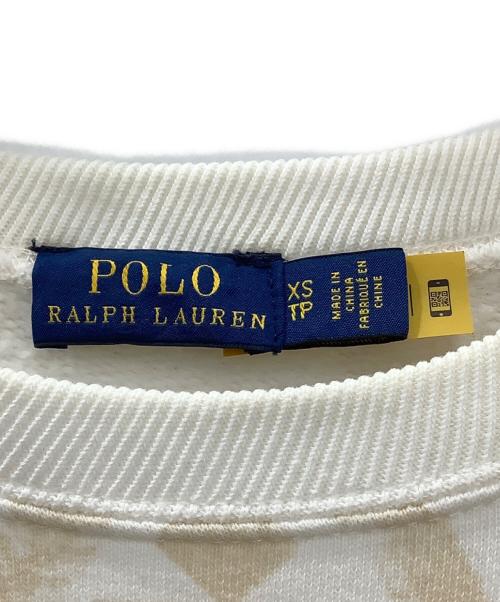 POLO
RALPH LAUREN
XS
TP
MADE IN
CHINA
FABRIQUÉ EN
CHINE